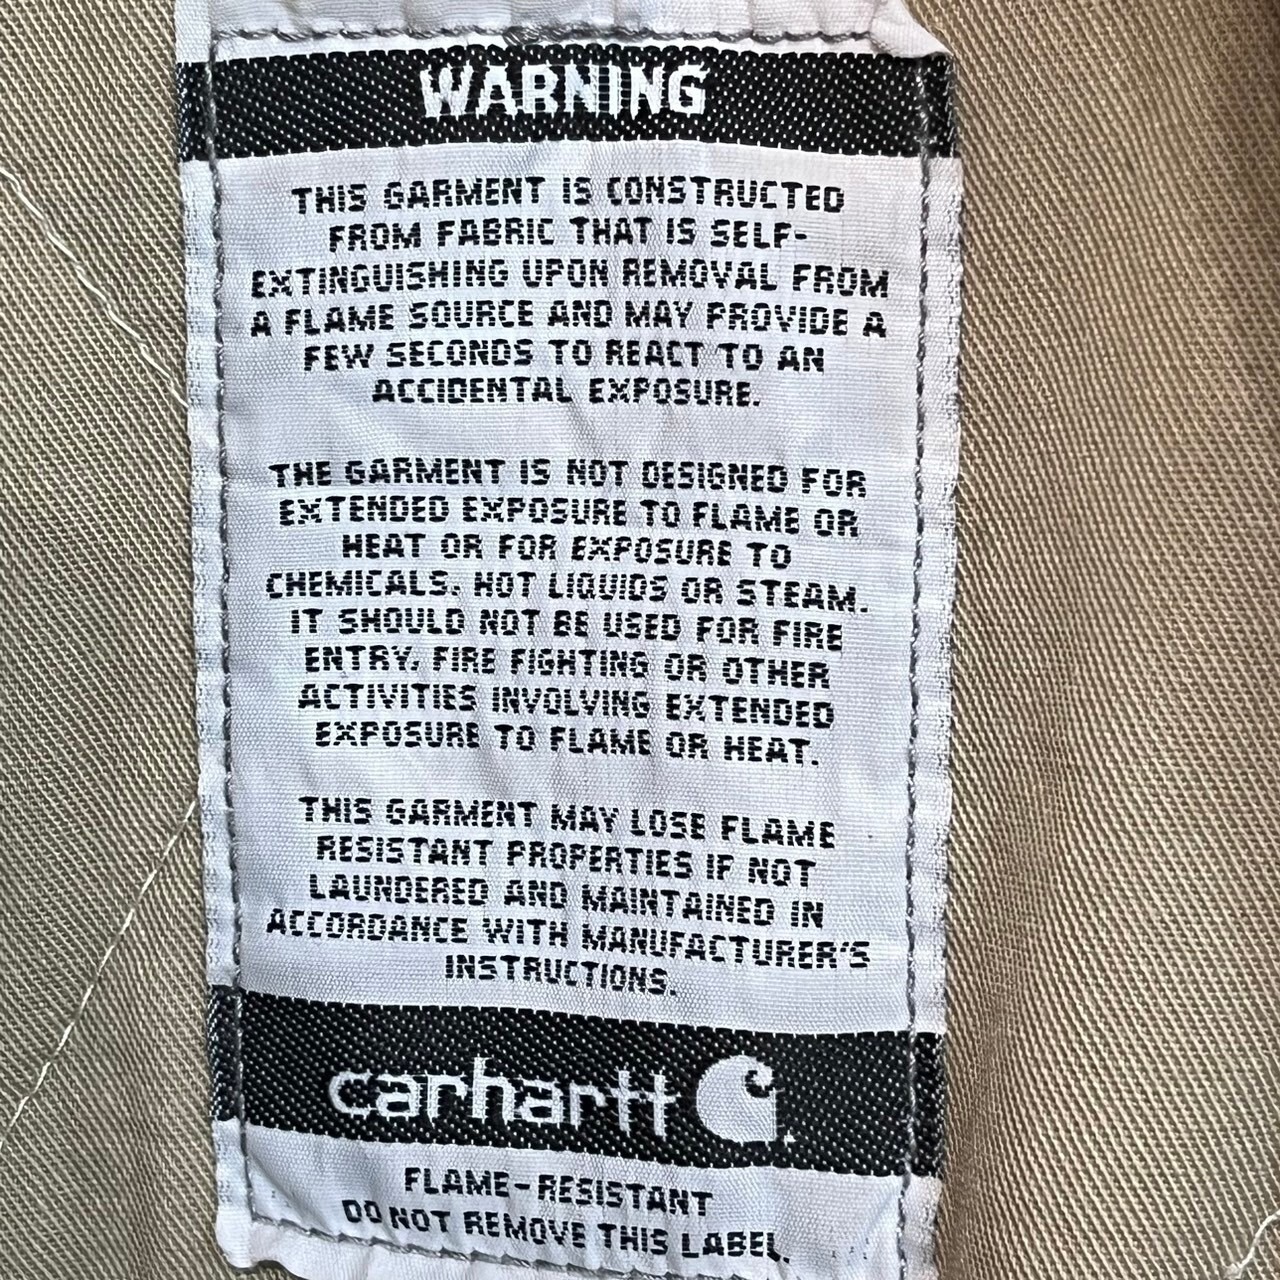 WARNING
THIS GARMENT IS CONSTRUCTED
FROM FABRIC THAT IS SELF-
EXTINGUISHING UPON REMOVAL FROM
A FLAME SOURCE AND MAY PROVIDE A
FEW SECONDS TO REACT TO AN
ACCIDENTAL EXPOSURE.
THE GARMENT IS NOT DESIGNED FOR
EXTENDED EXPOSURE TO FLAME OR
HEAT OR FOR EXPOSURE TO
CHEMICALS, HOT LIQUIDS OR STEAM.
IT SHOULD NOT BE USED FOR FIRE
ENTRY, FIRE FIGHTING OR OTHER
ACTIVITIES INVOLVING EXTENDED
EXPOSURE TO FLAME OR HEAT.
THIS GARMENT MAY LOSE FLAME
RESISTANT PROPERTIES IF NOT
LAUNDERED AND MAINTAINED IN
ACCORDANCE WITH MANUFACTURER'S
INSTRUCTIONS.
carhartt
FLAME-RESISTANT
DO NOT REMOVE THIS LABEL.